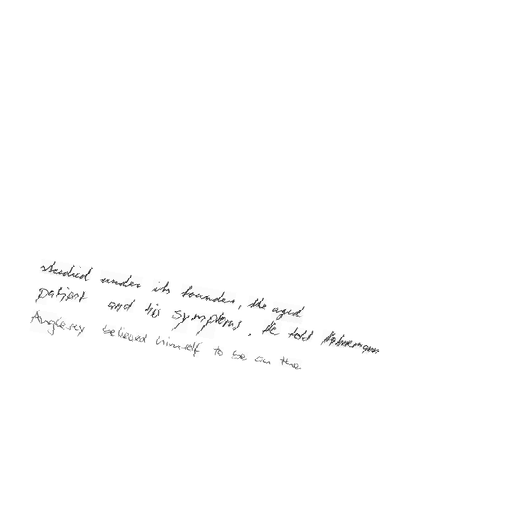 studied under its founder, the aged
patient and his symptoms. He told Hahnemann
Anglesey believed himself to be on the